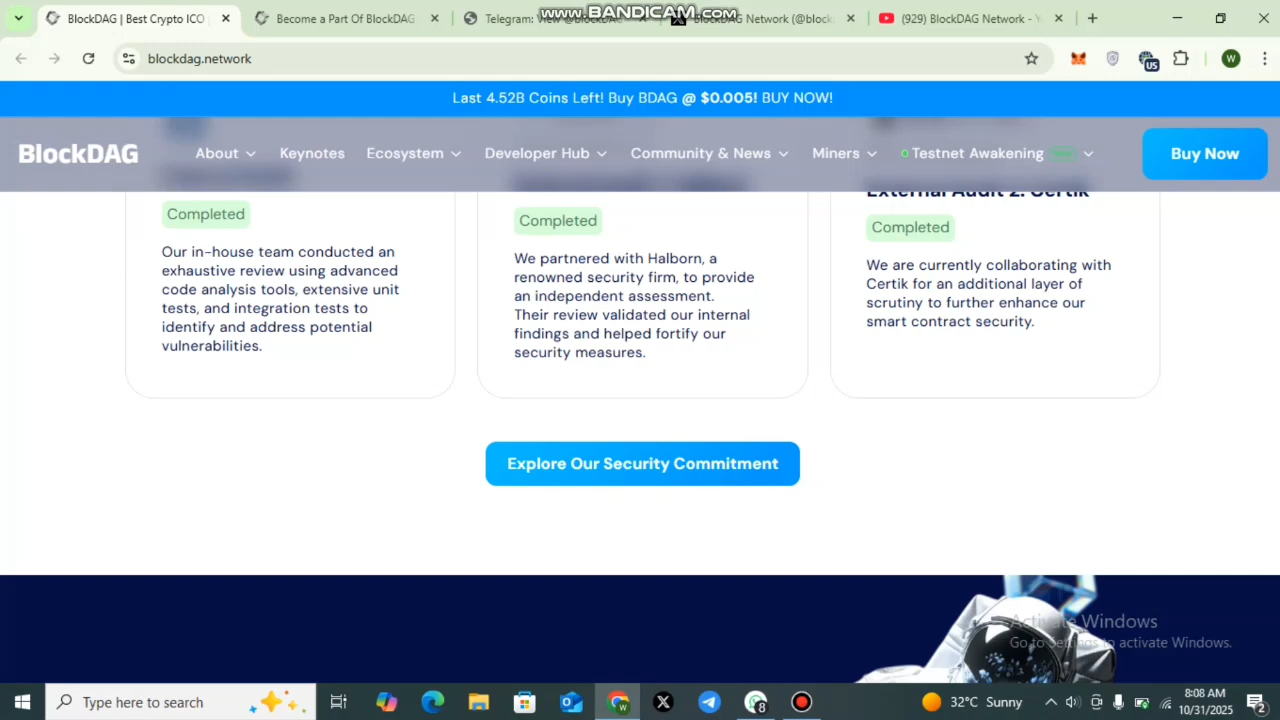 www.BANDICAM.com
BlockDAG | Best Crypto ICO
Become a Part Of BlockDAG
Telegram: View @BlockDAG
BlockDAG Network (@block
(929) BlockDAG Network - Y
blockdag.network
US
W
Last 4.52B Coins Left! Buy BDAG @ $0.005! BUY NOW!
BlockDAG
About
Keynotes
Ecosystem
Developer Hub
Community & News
Miners
Testnet Awakening
Buy Now
External Audit 2: Certik
Completed
Our in-house team conducted an
exhaustive review using advanced
code analysis tools, extensive unit
tests, and integration tests to
identify and address potential
vulnerabilities.
Completed
We partnered with Halborn, a
renowned security firm, to provide
an independent assessment.
Their review validated our internal
findings and helped fortify our
security measures.
Completed
We are currently collaborating with
Certik for an additional layer of
scrutiny to further enhance our
smart contract security.
Explore Our Security Commitment
Activate Windows
Go to Settings to activate Windows.
Type here to search
W
8
32°C Sunny
8:08 AM
10/31/2025
2